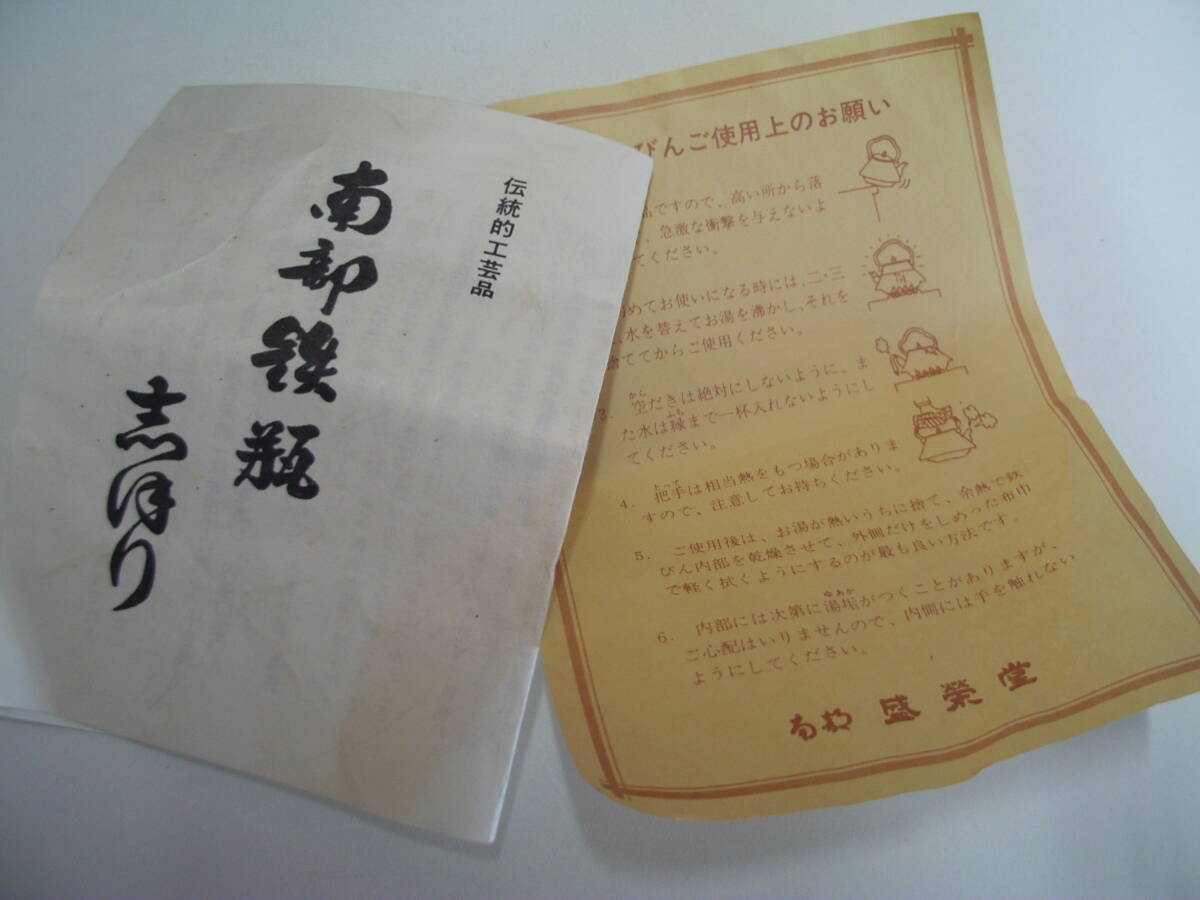 伝統的工芸品
南部鉄瓶
志ほり
びんご使用上のお願い
品ですので、高い所から落
、急激な衝撃を与えないよ
てください。
初めてお使いになる時には、二・三
、水を替えてお湯を沸かし、それを
捨ててからご使用ください。
3. 空だきは絶対にしないように。ま
から
た水は縁まで一杯入れないようにし
ふち
てください。
4. 把手は相当熱をもつ場合がありま
とって
すので、注意してお持ちください。
5. ご使用後は、お湯が熱いうちに捨て、余熱で鉄
びん内部を乾燥させて、外側だけをしめった布巾
で軽く拭くようにするのが最も良い方法です。
6. 内部には次第に湯垢がつくことがありますが、
ゆあか
ご心配はいりませんので、内側には手を触れない
ようにしてください。
南部 盛榮堂